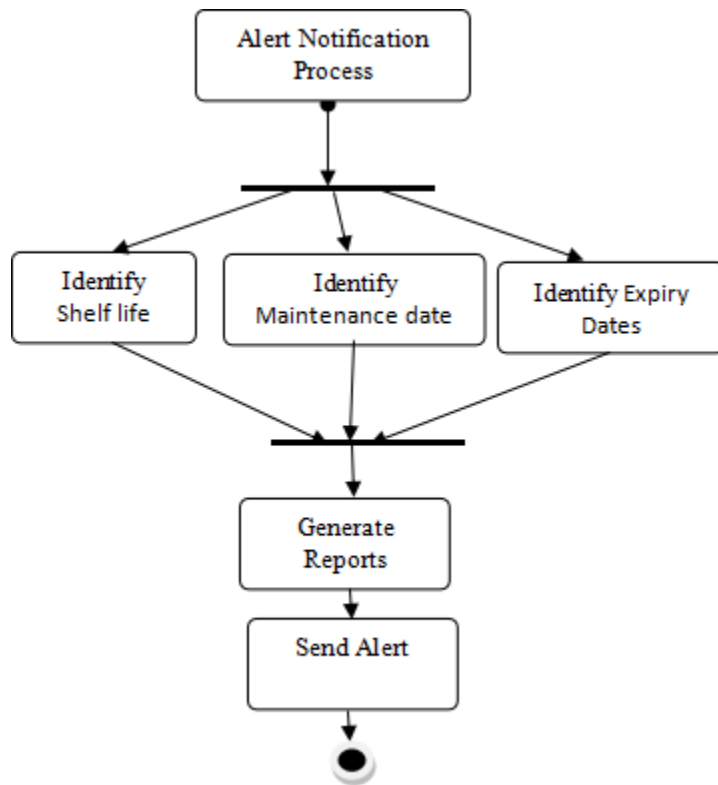 Alert Notification
Process
Identify
Shelf life
Identify
Maintenance date
Identify Expiry
Dates
Generate
Reports
Send Alert